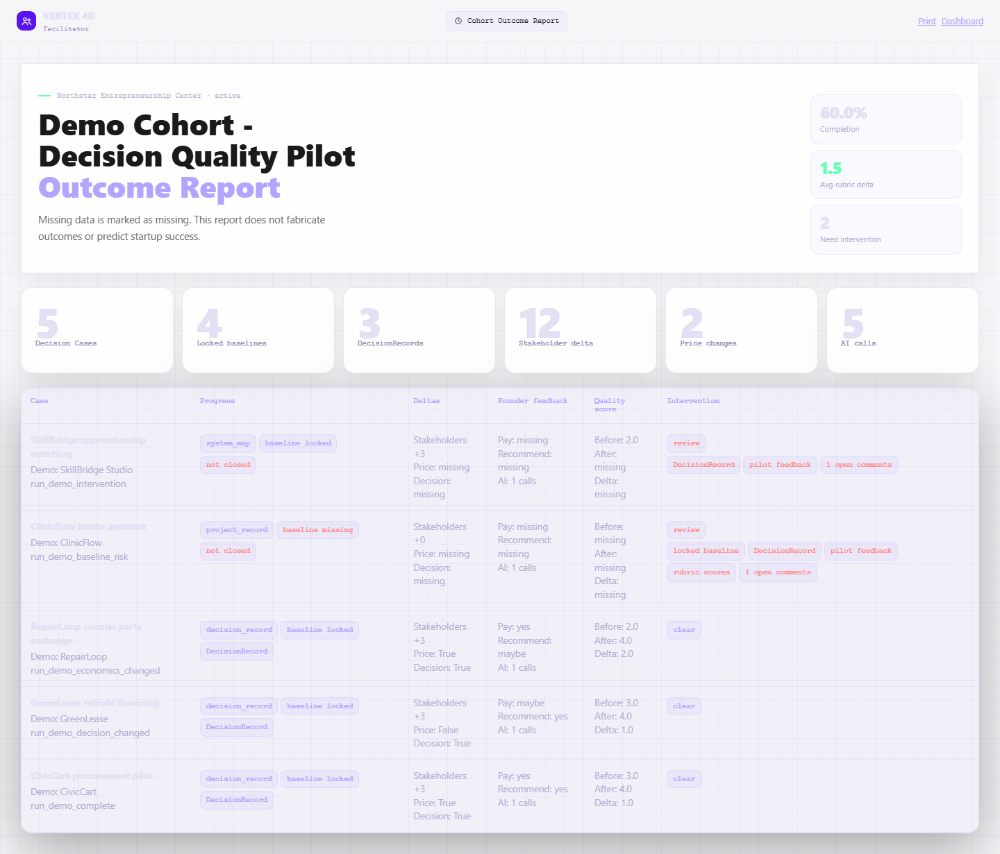 VERTEX 4D
Facilitator
Cohort Outcome Report
Print Dashboard
Northstar Entrepreneurship Center · active
Demo Cohort -
Decision Quality Pilot
Outcome Report
Missing data is marked as missing. This report does not fabricate
outcomes or predict startup success.
60.0%
Completion
1.5
Avg rubric delta
2
Need intervention
5
Decision Cases
4
Locked baselines
3
DecisionRecords
12
Stakeholder delta
2
Price changes
5
AI calls
Case
Progress
Deltas
Founder feedback
Quality
score
Intervention
SkillBridge apprenticeship
matching
Demo: SkillBridge Studio
run_demo_intervention
system_map baseline locked
not closed
Stakeholders
+3
Price: missing
Decision:
missing
Pay: missing
Recommend:
missing
AI: 1 calls
Before: 2.0
After:
missing
Delta:
missing
review
DecisionRecord pilot feedback 1 open comments
ClinicFlow intake assistant
Demo: ClinicFlow
run_demo_baseline_risk
project_record baseline missing
not closed
Stakeholders
+0
Price: missing
Decision:
missing
Pay: missing
Recommend:
missing
AI: 1 calls
Before:
missing
After:
missing
Delta:
missing
review
locked baseline DecisionRecord pilot feedback
rubric scores 1 open comments
RepairLoop circular parts
exchange
Demo: RepairLoop
run_demo_economics_changed
decision_record baseline locked
DecisionRecord
Stakeholders
+3
Price: True
Decision: True
Pay: yes
Recommend:
maybe
AI: 1 calls
Before: 2.0
After: 4.0
Delta: 2.0
clear
GreenLease retrofit financing
Demo: GreenLease
run_demo_decision_changed
decision_record baseline locked
DecisionRecord
Stakeholders
+3
Price: False
Decision: True
Pay: maybe
Recommend: yes
AI: 1 calls
Before: 3.0
After: 4.0
Delta: 1.0
clear
CivicCart procurement pilot
Demo: CivicCart
run_demo_complete
decision_record baseline locked
DecisionRecord
Stakeholders
+3
Price: True
Decision: True
Pay: yes
Recommend: yes
AI: 1 calls
Before: 3.0
After: 4.0
Delta: 1.0
clear